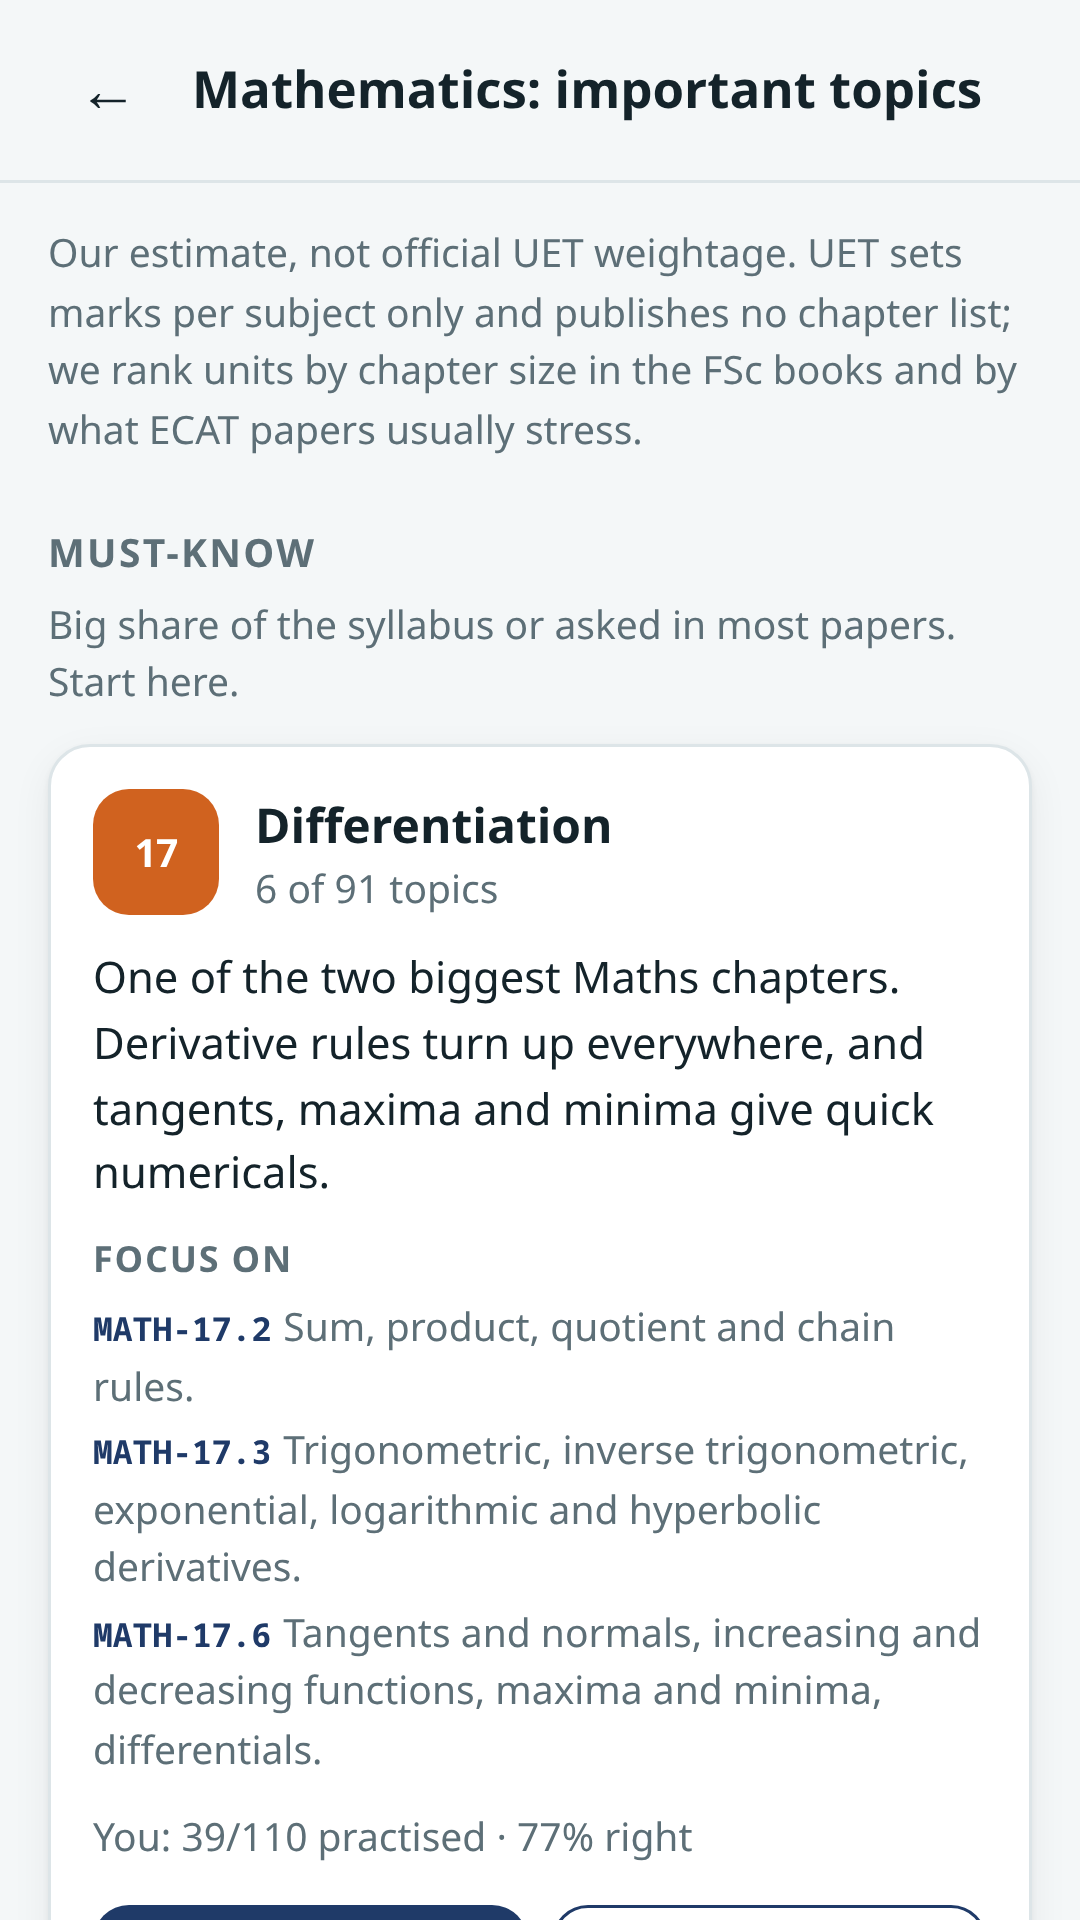 ← Mathematics: important topics
Our estimate, not official UET weightage. UET sets
marks per subject only and publishes no chapter list;
we rank units by chapter size in the FSc books and by
what ECAT papers usually stress.
MUST-KNOW
Big share of the syllabus or asked in most papers.
Start here.
17
Differentiation
6 of 91 topics
One of the two biggest Maths chapters.
Derivative rules turn up everywhere, and
tangents, maxima and minima give quick
numericals.
FOCUS ON
MATH-17.2 Sum, product, quotient and chain
rules.
MATH-17.3 Trigonometric, inverse trigonometric,
exponential, logarithmic and hyperbolic
derivatives.
MATH-17.6 Tangents and normals, increasing and
decreasing functions, maxima and minima,
differentials.
You: 39/110 practised · 77% right